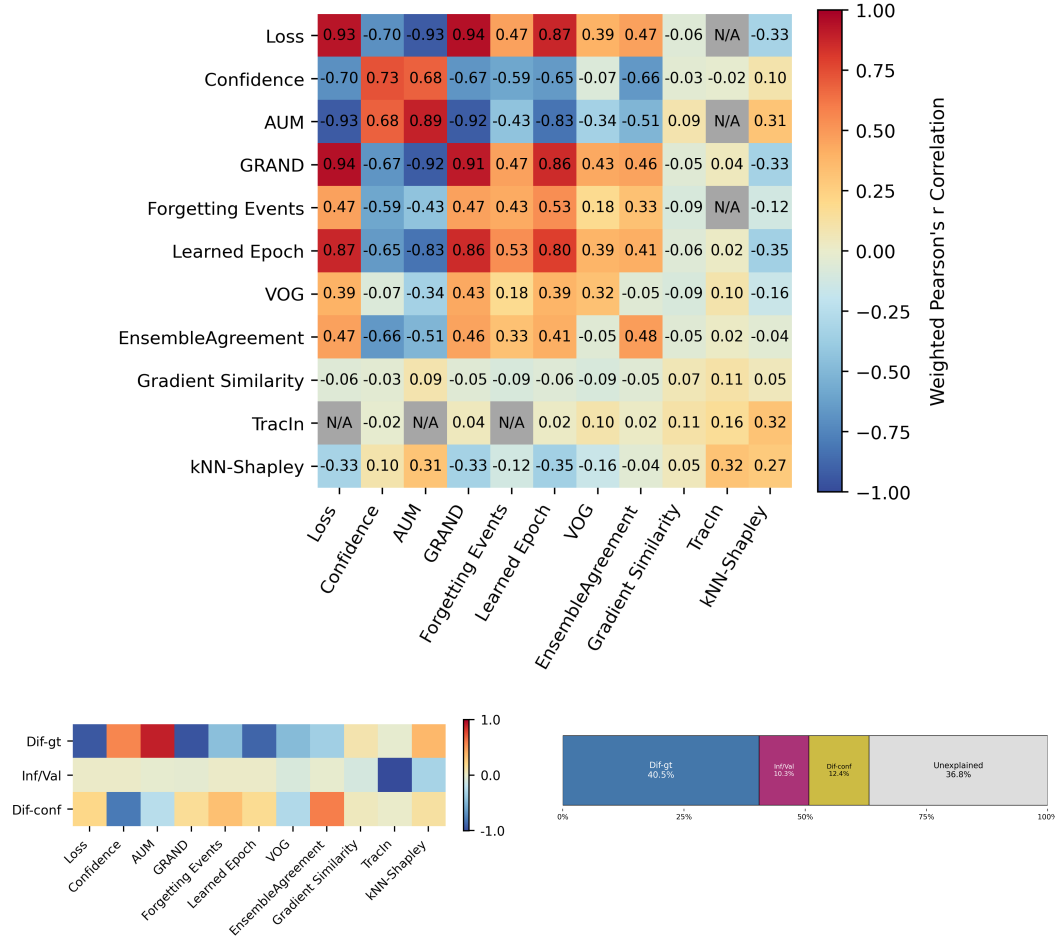 Loss 0.93 -0.70 -0.93 0.94 0.47 0.87 0.39 0.47 -0.06 N/A -0.33
Confidence -0.70 0.73 0.68 -0.67 -0.59 -0.65 -0.07 -0.66 -0.03 -0.02 0.10
AUM -0.93 0.68 0.89 -0.92 -0.43 -0.83 -0.34 -0.51 0.09 N/A 0.31
GRAND 0.94 -0.67 -0.92 0.91 0.47 0.86 0.43 0.46 -0.05 0.04 -0.33
Forgetting Events 0.47 -0.59 -0.43 0.47 0.43 0.53 0.18 0.33 -0.09 N/A -0.12
Learned Epoch 0.87 -0.65 -0.83 0.86 0.53 0.80 0.39 0.41 -0.06 0.02 -0.35
VOG 0.39 -0.07 -0.34 0.43 0.18 0.39 0.32 -0.05 -0.09 0.10 -0.16
EnsembleAgreement 0.47 -0.66 -0.51 0.46 0.33 0.41 -0.05 0.48 -0.05 0.02 -0.04
Gradient Similarity -0.06 -0.03 0.09 -0.05 -0.09 -0.06 -0.09 -0.05 0.07 0.11 0.05
TracIn N/A -0.02 N/A 0.04 N/A 0.02 0.10 0.02 0.11 0.16 0.32
kNN-Shapley -0.33 0.10 0.31 -0.33 -0.12 -0.35 -0.16 -0.04 0.05 0.32 0.27
Loss
Confidence
AUM
GRAND
Forgetting Events
Learned Epoch
VOG
EnsembleAgreement
Gradient Similarity
TracIn
kNN-Shapley
1.00
0.75
0.50
0.25
0.00
−0.25
−0.50
−0.75
−1.00
Weighted Pearson's r Correlation
Dif-gt
Inf/Val
Dif-conf
Loss
Confidence
AUM
GRAND
Forgetting Events
Learned Epoch
VOG
EnsembleAgreement
Gradient Similarity
TracIn
kNN-Shapley
1.0
0.0
-1.0
Dif-gt
40.5%
Inf/Val
10.3%
Dif-conf
12.4%
Unexplained
36.8%
0% 25% 50% 75% 100%